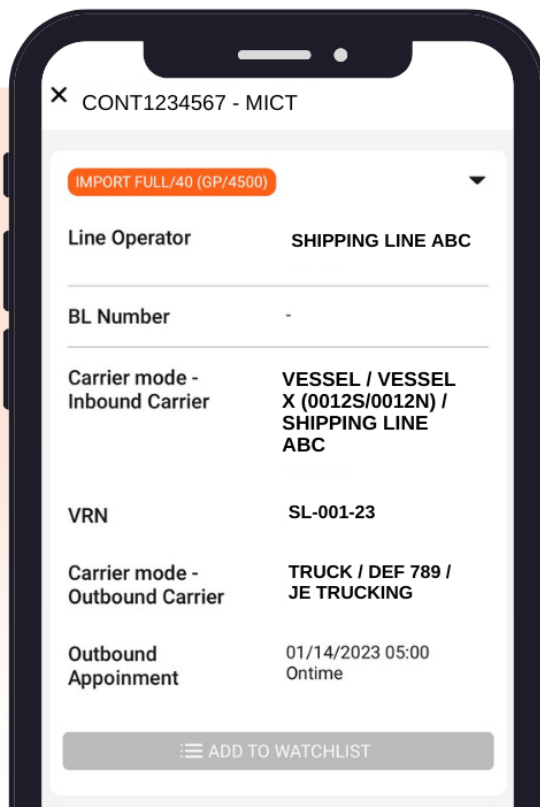 CONT1234567 - MICT
IMPORT FULL/40 (GP/4500)
Line Operator
SHIPPING LINE ABC
BL Number
-
Carrier mode -
Inbound Carrier
VESSEL / VESSEL
X (0012S/0012N) /
SHIPPING LINE
ABC
VRN
SL-001-23
Carrier mode -
Outbound Carrier
TRUCK / DEF 789 /
JE TRUCKING
Outbound
Appoinment
01/14/2023 05:00
Ontime
ADD TO WATCHLIST